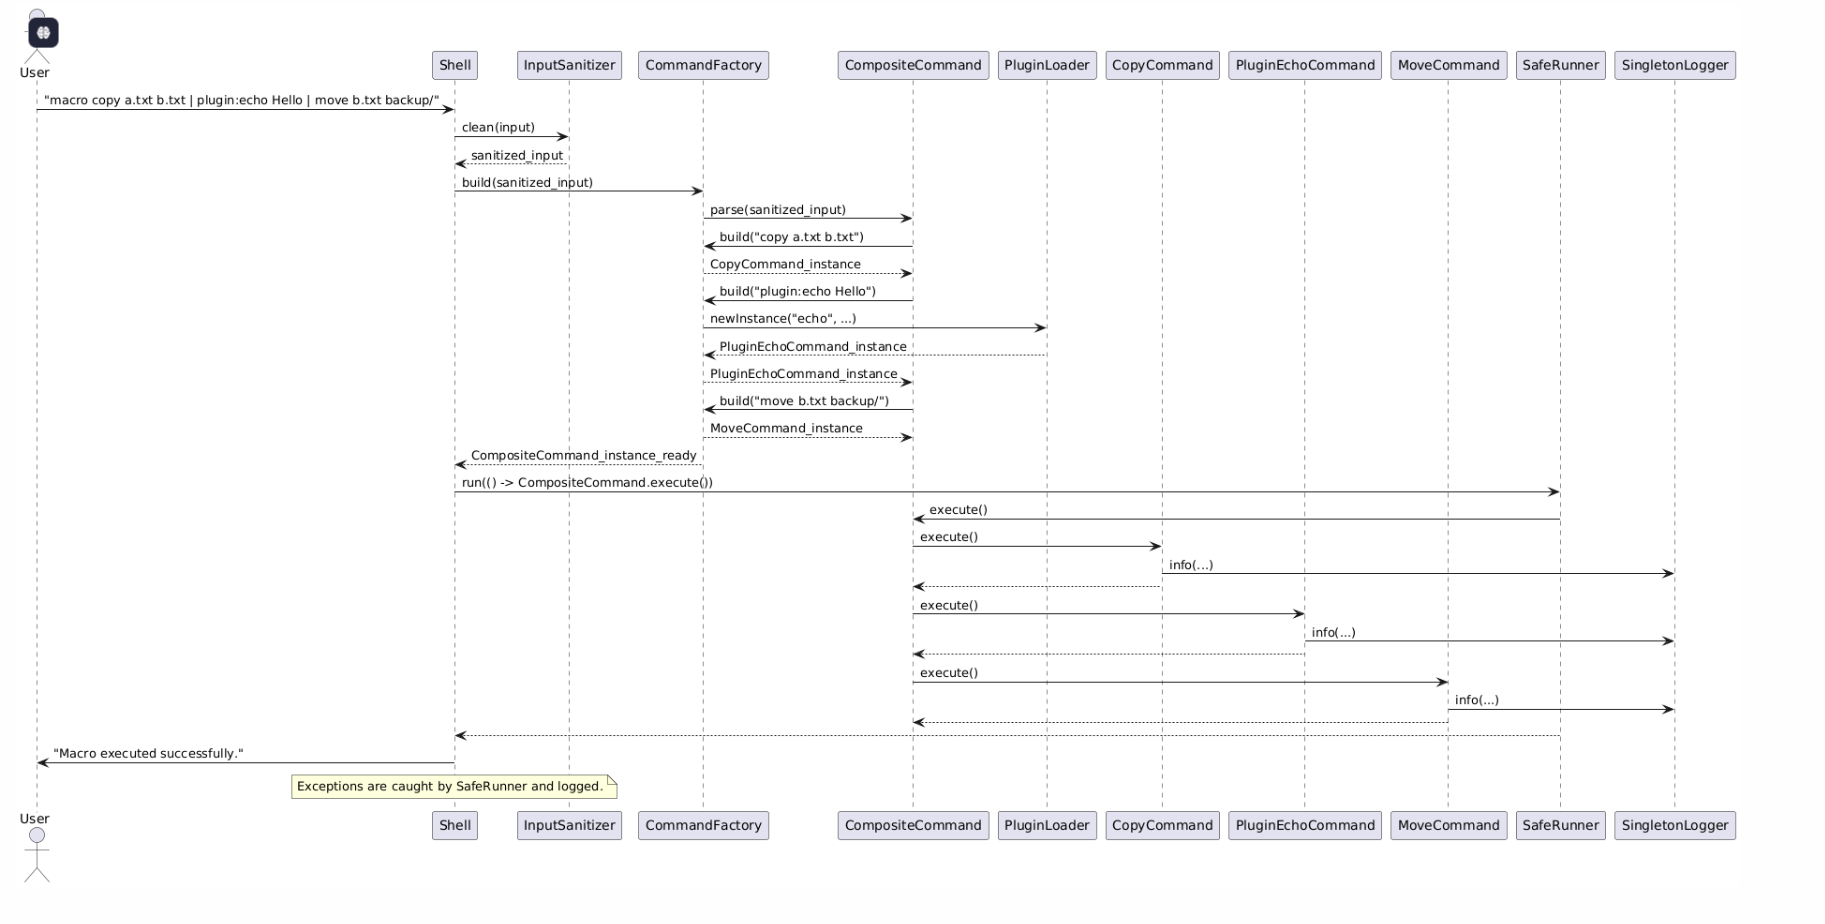 User
Shell
InputSanitizer
CommandFactory
CompositeCommand
PluginLoader
CopyCommand
PluginEchoCommand
MoveCommand
SafeRunner
SingletonLogger
"macro copy a.txt b.txt | plugin:echo Hello | move b.txt backup/"
clean(input)
sanitized_input
build(sanitized_input)
parse(sanitized_input)
build("copy a.txt b.txt")
CopyCommand_instance
build("plugin:echo Hello")
newInstance("echo", ...)
PluginEchoCommand_instance
PluginEchoCommand_instance
build("move b.txt backup/")
MoveCommand_instance
CompositeCommand_instance_ready
run(() -> CompositeCommand.execute())
execute()
execute()
info(...)
execute()
info(...)
execute()
info(...)
"Macro executed successfully."
Exceptions are caught by SafeRunner and logged.
User
Shell
InputSanitizer
CommandFactory
CompositeCommand
PluginLoader
CopyCommand
PluginEchoCommand
MoveCommand
SafeRunner
SingletonLogger